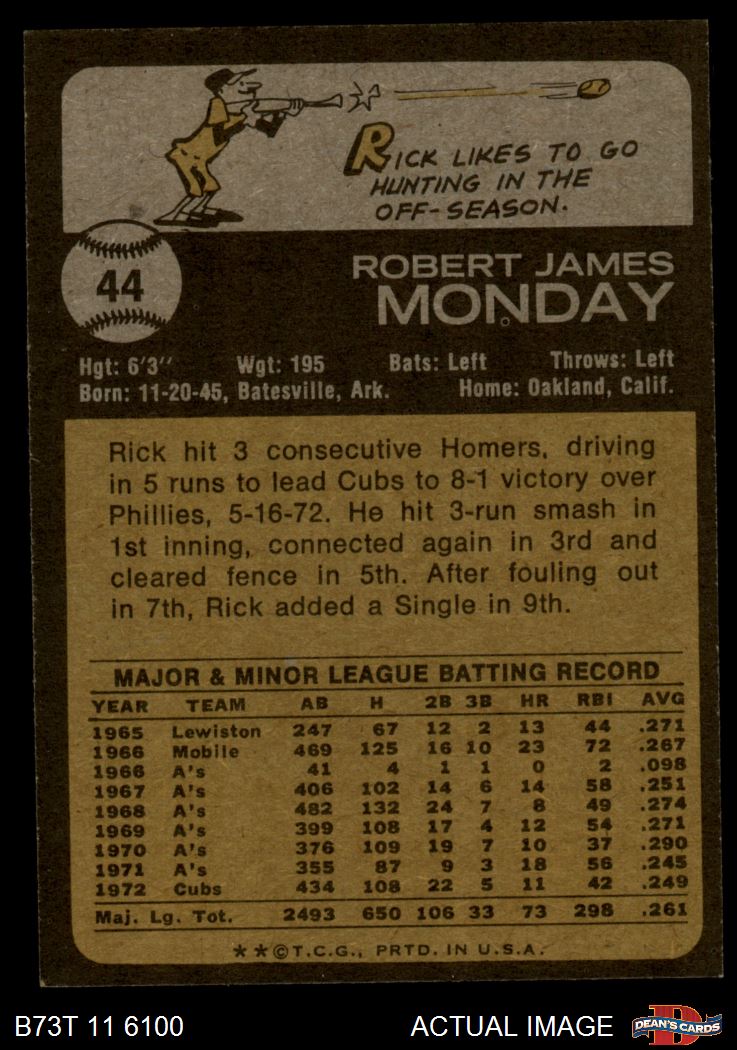 RICK LIKES TO GO
HUNTING IN THE
OFF-SEASON.
44
ROBERT JAMES
MONDAY
Hgt: 6'3" Wgt: 195 Bats: Left Throws: Left
Born: 11-20-45, Batesville, Ark. Home: Oakland, Calif.
Rick hit 3 consecutive Homers, driving
in 5 runs to lead Cubs to 8-1 victory over
Phillies, 5-16-72. He hit 3-run smash in
1st inning, connected again in 3rd and
cleared fence in 5th. After fouling out
in 7th, Rick added a Single in 9th.
MAJOR & MINOR LEAGUE BATTING RECORD
YEAR TEAM AB H 2B 3B HR RBI AVG
1965 Lewiston 247 67 12 2 13 44 .271
1966 Mobile 469 125 16 10 23 72 .267
1966 A's 41 4 1 1 0 2 .098
1967 A's 406 102 14 6 14 58 .251
1968 A's 482 132 24 7 8 49 .274
1969 A's 399 108 17 4 12 54 .271
1970 A's 376 109 19 7 10 37 .290
1971 A's 355 87 9 3 18 56 .245
1972 Cubs 434 108 22 5 11 42 .249
Maj. Lg. Tot. 2493 650 106 33 73 298 .261
**©T.C.G., PRTD. IN U.S.A.
B73T 11 6100 ACTUAL IMAGE DEAN'S CARDS